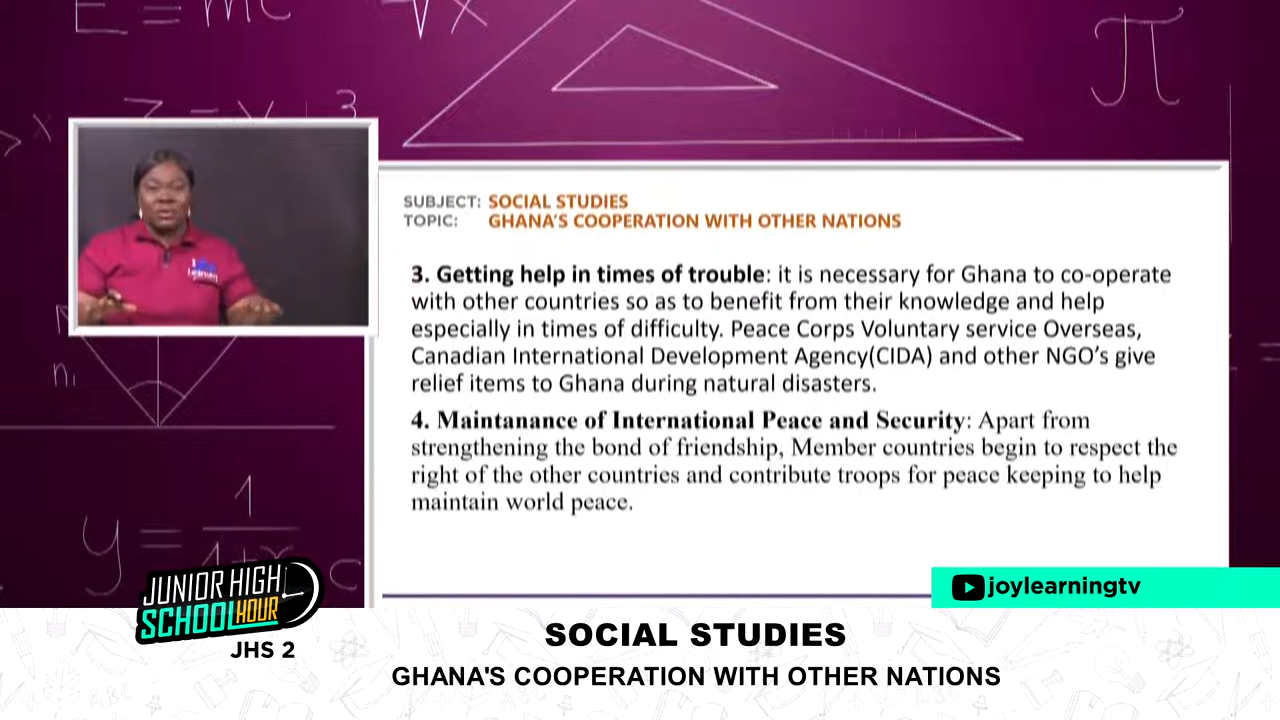 E = mc √x
π
z = y + 3
> x
SUBJECT: SOCIAL STUDIES
TOPIC: GHANA'S COOPERATION WITH OTHER NATIONS
3. Getting help in times of trouble: it is necessary for Ghana to co-operate
with other countries so as to benefit from their knowledge and help
especially in times of difficulty. Peace Corps Voluntary service Overseas,
Canadian International Development Agency(CIDA) and other NGO's give
relief items to Ghana during natural disasters.
4. Maintanance of International Peace and Security: Apart from
strengthening the bond of friendship, Member countries begin to respect the
right of the other countries and contribute troops for peace keeping to help
maintain world peace.
n₁
y = 1
JUNIOR HIGH
SCHOOL HOUR
JHS 2
joylearningtv
SOCIAL STUDIES
GHANA'S COOPERATION WITH OTHER NATIONS